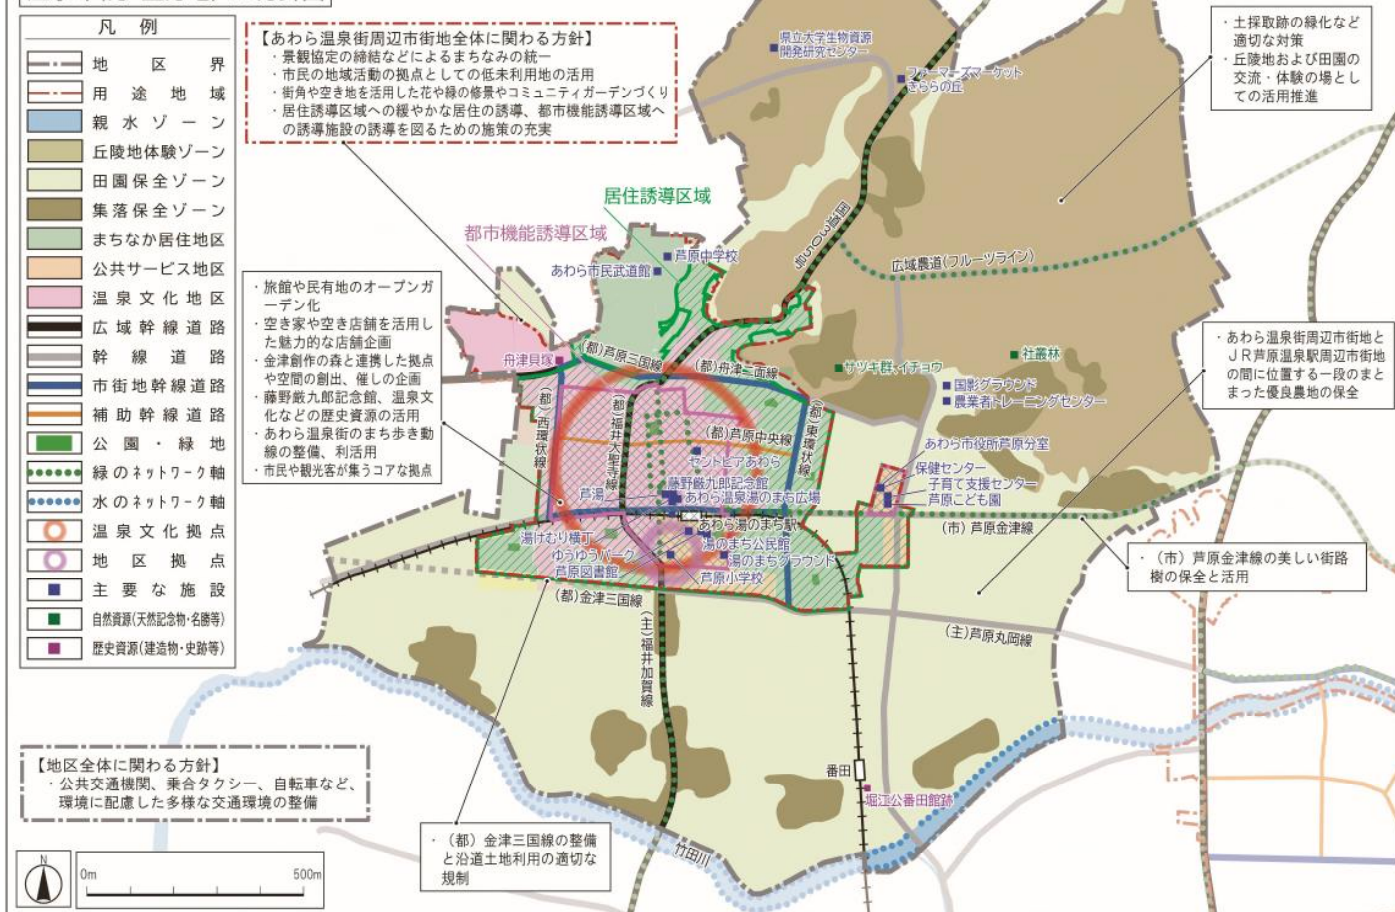 凡例
地区界
用途地域
親水ゾーン
丘陵地体験ゾーン
田園保全ゾーン
集落保全ゾーン
まちなか居住地区
公共サービス地区
温泉文化地区
広域幹線道路
幹線道路
市街地幹線道路
補助幹線道路
公園・緑地
緑のネットワーク軸
水のネットワーク軸
温泉文化拠点
地区拠点
主要な施設
自然資源(天然記念物・名勝等)
歴史資源(建造物・史跡等)
【あわら温泉街周辺市街地全体に関わる方針】
・景観協定の締結などによるまちなみの統一
・市民の地域活動の拠点としての低未利用地の活用
・街角や空き地を活用した花や緑の修景やコミュニティガーデンづくり
・居住誘導区域への緩やかな居住の誘導、都市機能誘導区域へ
の誘導施設の誘導を図るための施策の充実
県立大学生物資源
開発研究センター
ファーマーズマーケット
きららの丘
・土採取跡の緑化など
適切な対策
・丘陵地および田園の
交流・体験の場とし
ての活用推進
居住誘導区域
都市機能誘導区域
国道305号
広域農道(フルーツライン)
芦原中学校
あわら市民武道館
・旅館や民有地のオープンガ
ーデン化
・空き家や空き店舗を活用し
た魅力的な店舗企画
・金津創作の森と連携した拠点
や空間の創出、催しの企画
・藤野厳九郎記念館、温泉文
化などの歴史資源の活用
・あわら温泉街のまち歩き動
線の整備、利活用
・市民や観光客が集うコアな拠点
舟津貝塚
(都)芦原三国線
(都)舟津二面線
サツキ群、イチョウ
社叢林
国影グラウンド
農業者トレーニングセンター
・あわら温泉街周辺市街地と
JR芦原温泉駅周辺市街地
の間に位置する一段のまと
まった優良農地の保全
(都)西環状線
(都)福井大聖寺線
(都)芦原中央線
(都)東環状線
セントピアあわら
あわら市役所芦原分室
保健センター
子育て支援センター
芦原こども園
藤野厳九郎記念館
芦湯
あわら温泉湯のまち広場
あわら湯のまち駅
(市)芦原金津線
湯けむり横丁
湯のまち公民館
ゆうゆうパーク
湯のまちグラウンド
芦原図書館
芦原小学校
・(市)芦原金津線の美しい街路
樹の保全と活用
(都)金津三国線
(主)福井加賀線
(主)芦原丸岡線
【地区全体に関わる方針】
・公共交通機関、乗合タクシー、自転車など、
環境に配慮した多様な交通環境の整備
番田
堀江公番田館跡
・(都)金津三国線の整備
と沿道土地利用の適切な
規制
竹田川
N
0m
500m